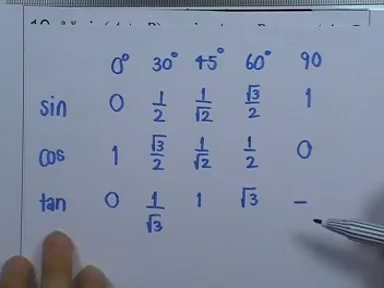 0° 30° 45° 60° 90
sin 0 1/2 1/√2 √3/2 1
cos 1 √3/2 1/√2 1/2 0
tan 0 1/√3 1 √3 –